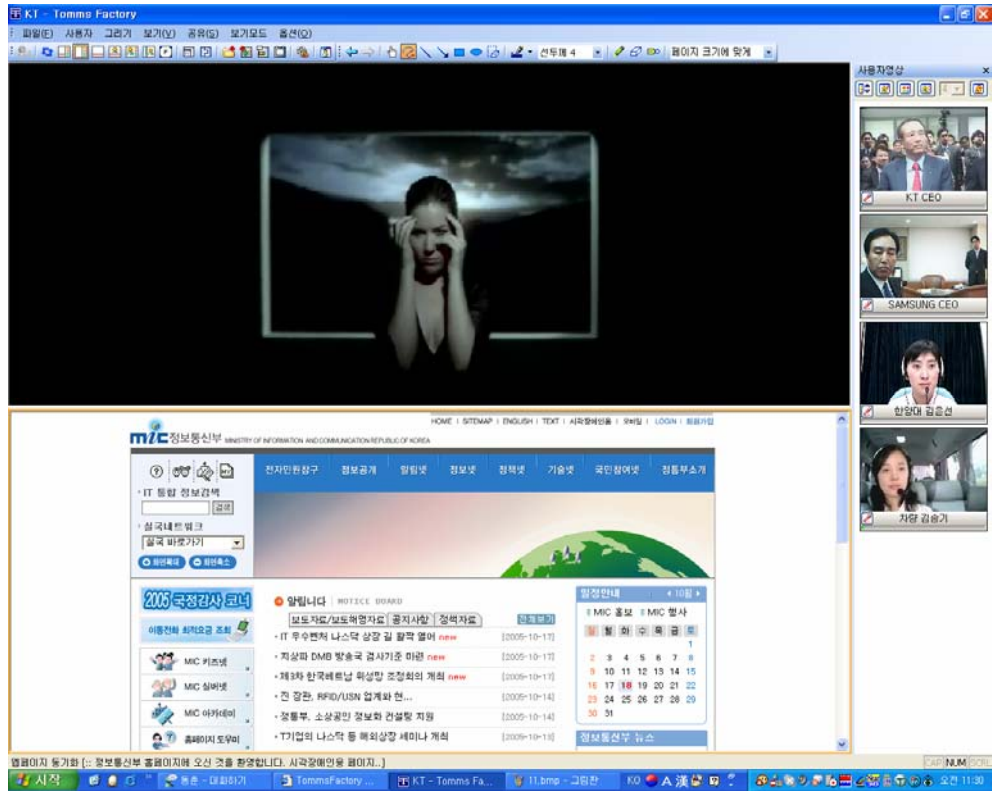 KT - Tomms Factory
파일(F) 사용자 그리기 보기(V) 공유(S) 보기모드 옵션(O)
선두께 4 페이지 크기에 맞게
사용자영상
KT CEO
SAMSUNG CEO
한양대 김은선
차량 김승기
HOME | SITEMAP | ENGLISH | TEXT | 시각장애인용 | 모바일 | LOGIN | 회원가입
mic 정보통신부 MINISTRY OF INFORMATION AND COMMUNICATION REPUBLIC OF KOREA
전자민원창구 정보공개 알림넷 정보넷 정책넷 기술넷 국민참여넷 정통부소개
IT 통합 정보검색
검색
실국네트워크
실국 바로가기
화면확대 화면축소
2005 국정감사 코너
이동전화 최적요금 조회
MIC 키즈넷
MIC 실버넷
MIC 아카데미
홈페이지 도우미
알립니다 NOTICE BOARD
보도자료/보도해명자료 공지사항 정책자료 전체보기
IT 우수벤처 나스닥 상장 길 활짝 열어 new [2005-10-17]
지상파 DMB 방송국 검사기준 마련 new [2005-10-17]
제3차 한국베트남 위성망 조정회의 개최 new [2005-10-17]
진 장관, RFID/USN 업계와 현... [2005-10-14]
정통부, 소상공인 정보화 컨설팅 지원 [2005-10-14]
T기업의 나스닥 등 해외상장 세미나 개최 [2005-10-13]
일정안내 10월
MIC 홍보 MIC 행사
일 월 화 수 목 금 토
1
2 3 4 5 6 7 8
9 10 11 12 13 14 15
16 17 18 19 20 21 22
23 24 25 26 27 28 29
30 31
정보통신부 뉴스
웹페이지 동기화 [:: 정보통신부 홈페이지에 오신 것을 환영합니다. 시각장애인용 페이지..]
CAP NUM SCRL
시작 동춘 - 대화하기 TommsFactory ... KT - Tomms Fa... 11.bmp - 그림판 KO A 漢 오전 11:30